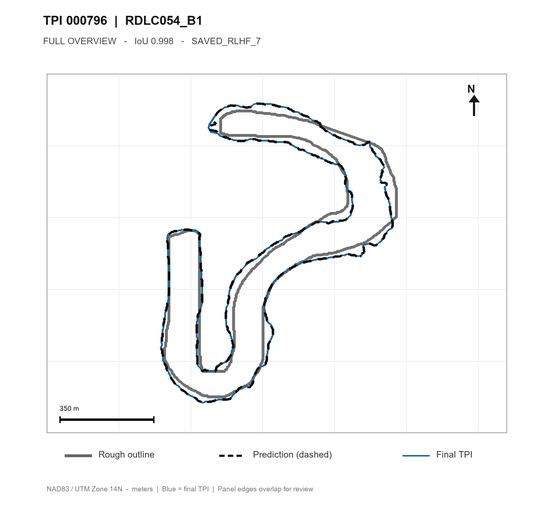 TPI 000796 | RDLC054_B1
FULL OVERVIEW - IoU 0.998 - SAVED_RLHF_7
N
350 m
Rough outline
Prediction (dashed)
Final TPI
NAD83 / UTM Zone 14N - meters | Blue = final TPI | Panel edges overlap for review